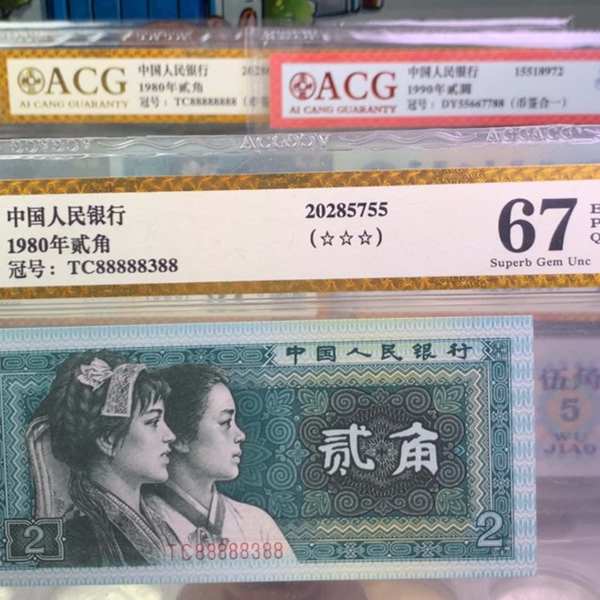 ACG
AI CANG GUARANTY
中国人民银行
1980年贰角
冠号：TC88888888
ACG
AI CANG GUARANTY
中国人民银行
15518972
1990年贰圆
冠号：DY55667788（币签合一）
中国人民银行
20285755
1980年贰角
(☆☆☆)
冠号：TC88888388
67
Superb Gem Unc
中国人民银行
贰角
2
TC88888388
2
伍角
5
WU
JIAO